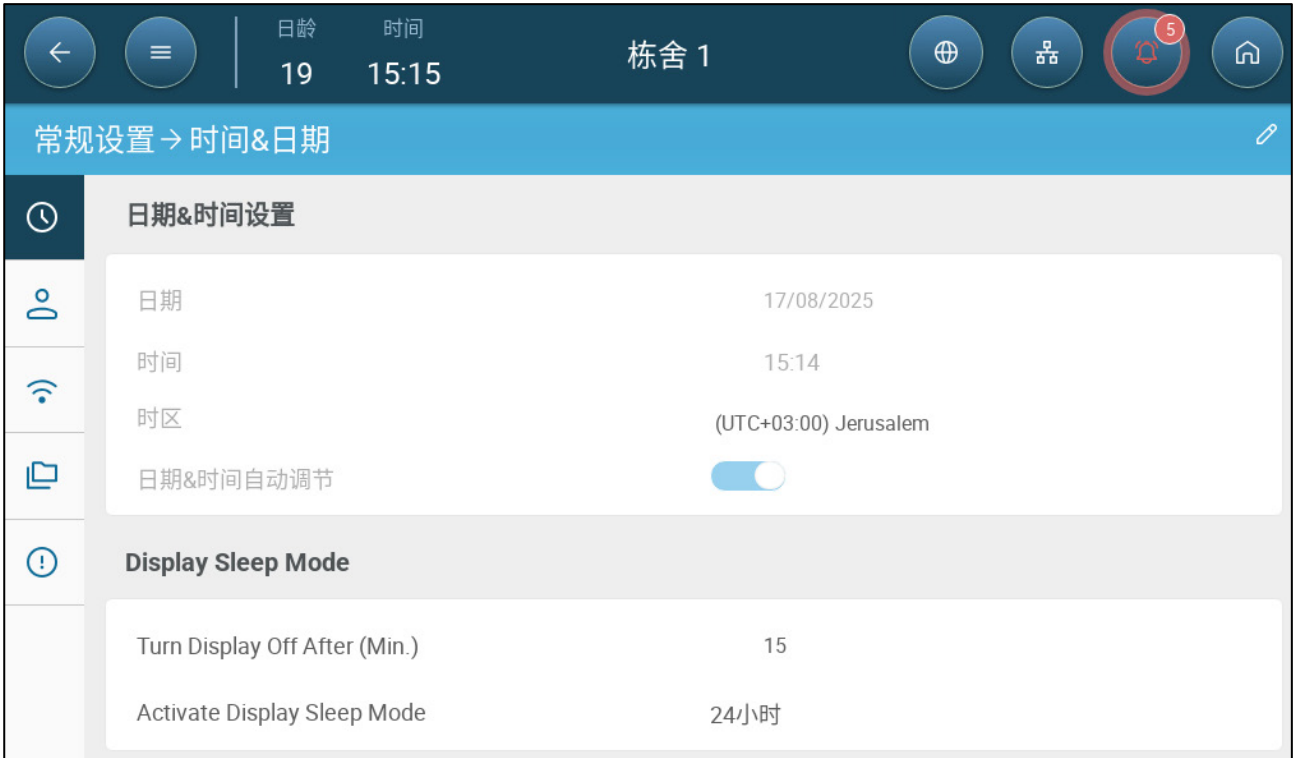 日龄 时间
19 15:15
栋舍 1
5
常规设置→时间&日期
日期&时间设置
日期 17/08/2025
时间 15:14
时区 (UTC+03:00) Jerusalem
日期&时间自动调节
Display Sleep Mode
Turn Display Off After (Min.) 15
Activate Display Sleep Mode 24小时